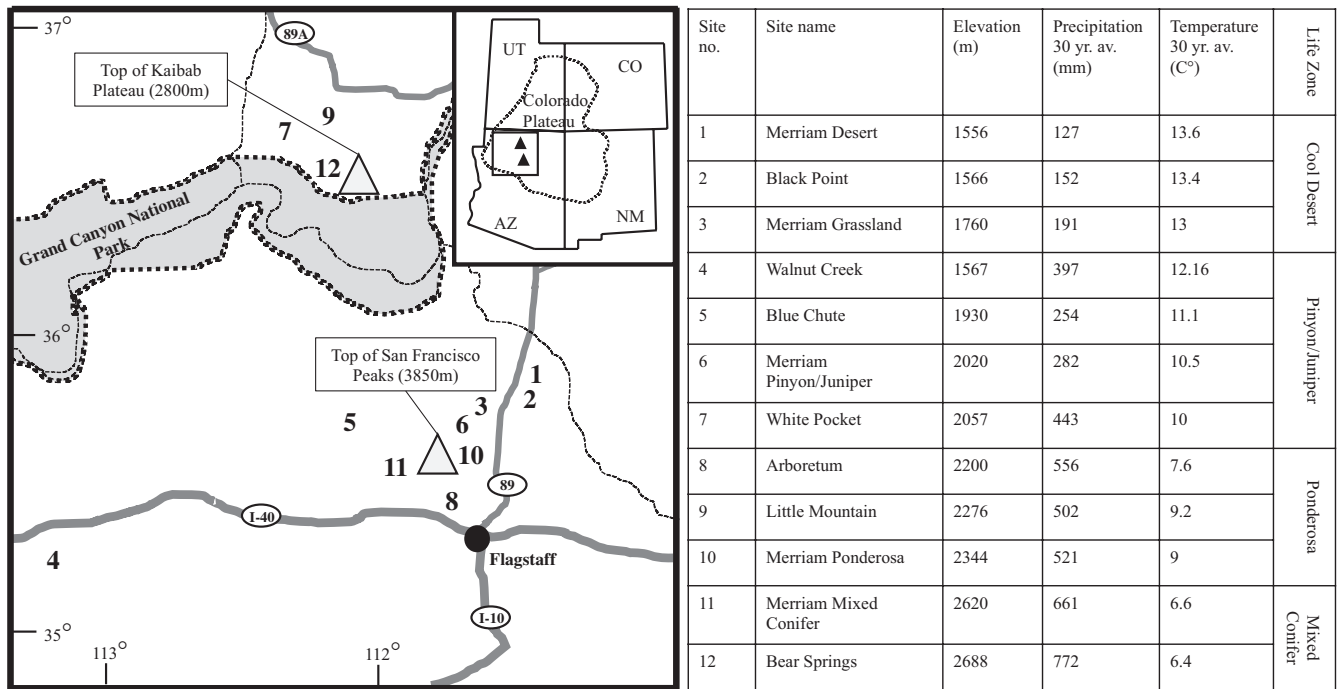 37°
89A
Top of Kaibab
Plateau (2800m)
9
7
12
UT
CO
Colorado
Plateau
AZ
NM
Grand Canyon National
Park
36°
Top of San Francisco
Peaks (3850m)
1
2
3
5
6
10
11
89
8
I-40
4
Flagstaff
I-10
35°
113°
112°
Site
no.
Site name
Elevation
(m)
Precipitation
30 yr. av.
(mm)
Temperature
30 yr. av.
(C°)
Life Zone
1 Merriam Desert 1556 127 13.6
2 Black Point 1566 152 13.4
3 Merriam Grassland 1760 191 13
Cool Desert
4 Walnut Creek 1567 397 12.16
5 Blue Chute 1930 254 11.1
6 Merriam 2020 282 10.5
Pinyon/Juniper
7 White Pocket 2057 443 10
Pinyon/Juniper
8 Arboretum 2200 556 7.6
9 Little Mountain 2276 502 9.2
10 Merriam Ponderosa 2344 521 9
Ponderosa
11 Merriam Mixed 2620 661 6.6
Conifer
12 Bear Springs 2688 772 6.4
Mixed
Conifer